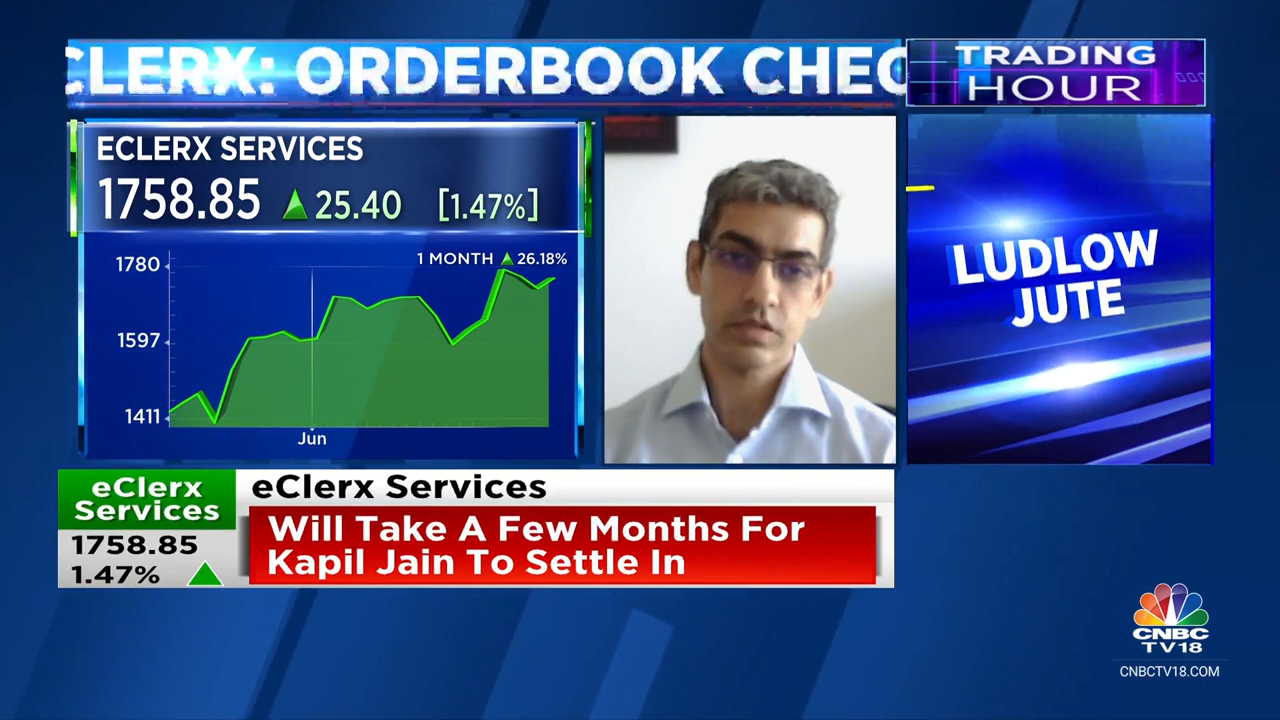 CLERX: ORDERBOOK CHEC
TRADING
HOUR
ECLERX SERVICES
1758.85 ▲ 25.40 [1.47%]
1 MONTH ▲ 26.18%
1780
1597
1411
Jun
LUDLOW
JUTE
eClerx
Services
1758.85
1.47% ▲
eClerx Services
Will Take A Few Months For
Kapil Jain To Settle In
CNBC
TV18
CNBCTV18.COM